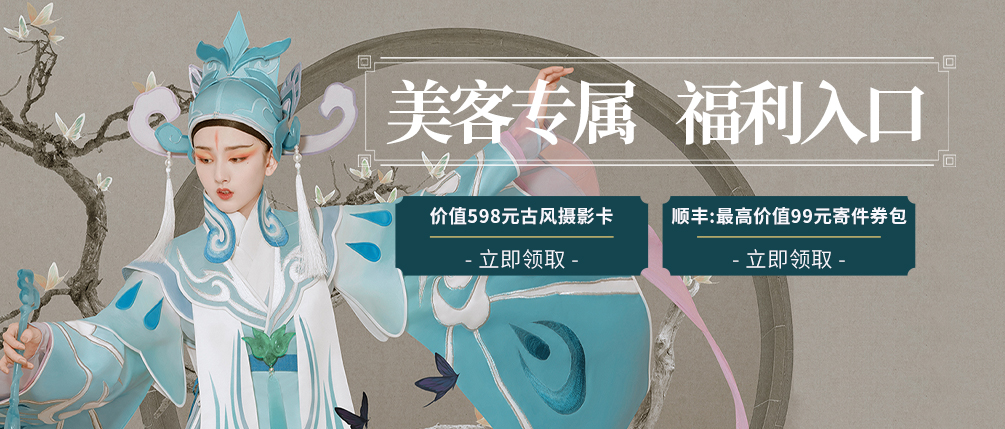 美客专属 福利入口
价值598元古风摄影卡
- 立即领取 -
顺丰:最高价值99元寄件券包
- 立即领取 -